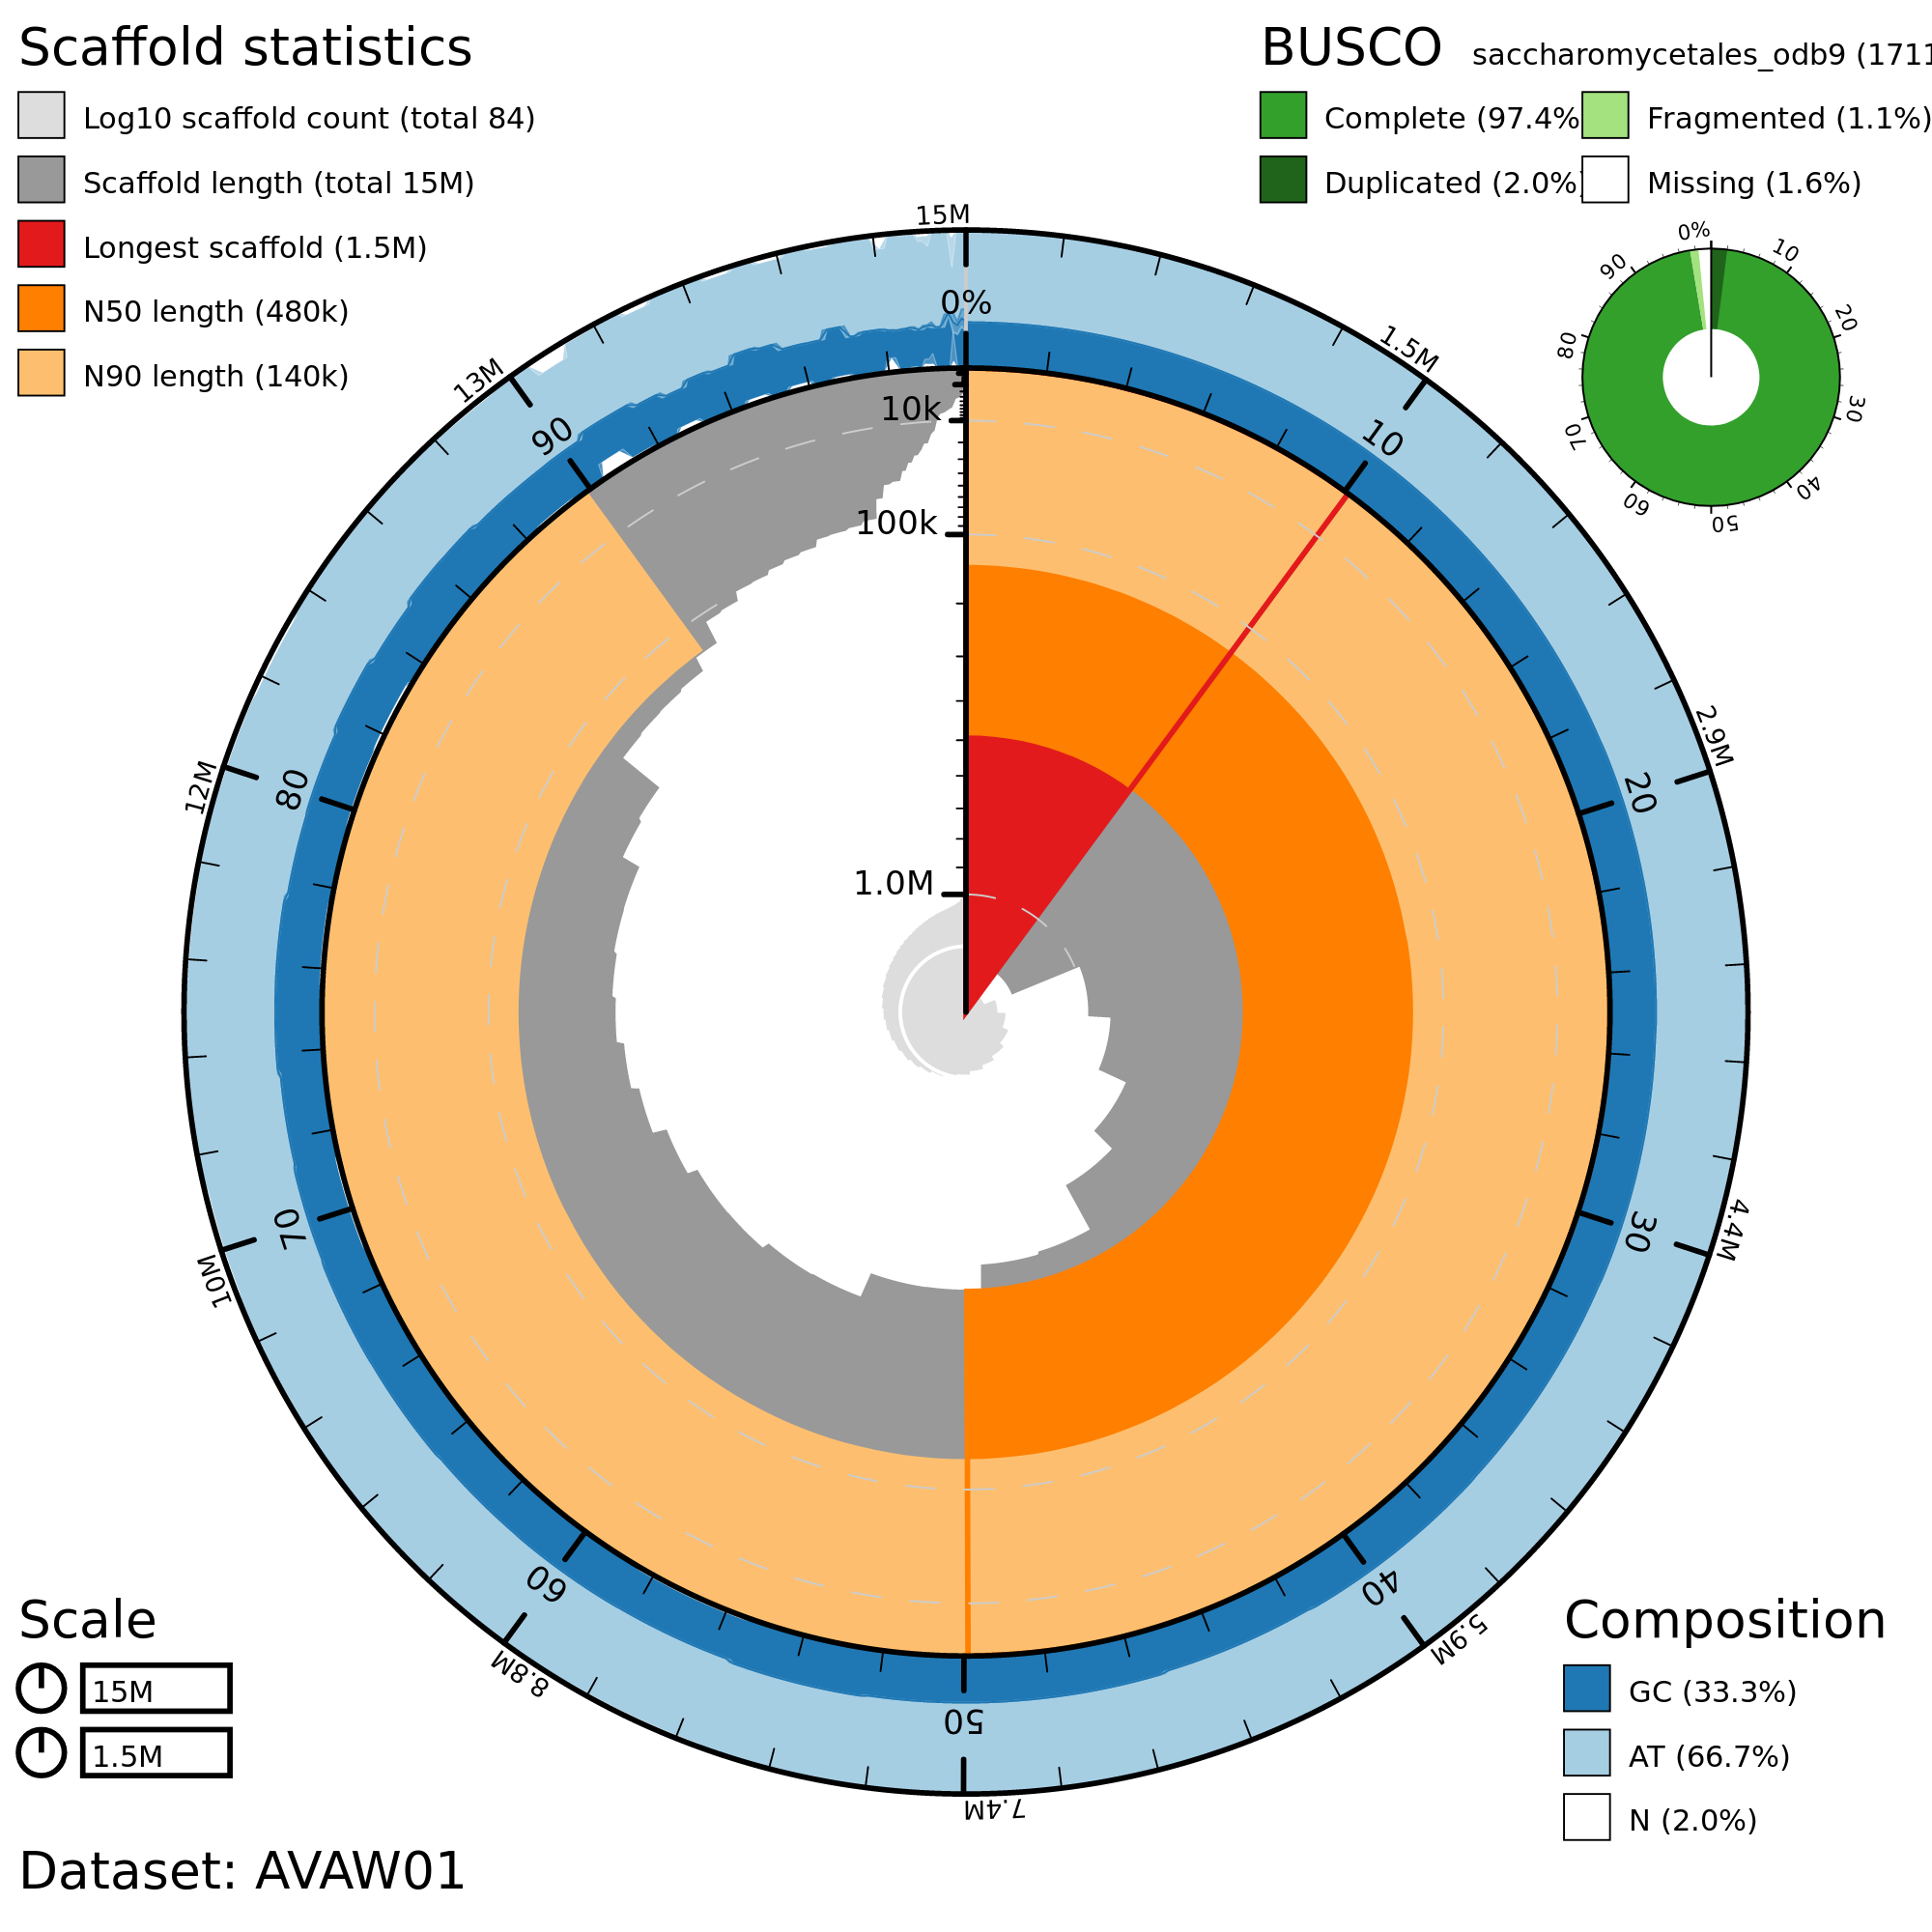 Scaffold statistics
Log10 scaffold count (total 84)
Scaffold length (total 15M)
Longest scaffold (1.5M)
N50 length (480k)
N90 length (140k)
BUSCO saccharomycetales_odb9 (1711
Complete (97.4%
Fragmented (1.1%)
Duplicated (2.0%)
Missing (1.6%)
0%
10
20
30
40
50
60
70
80
90
15M
1.5M
2.9M
4.4M
5.9M
7.4M
8.8M
10M
12M
13M
0%
10
20
30
40
50
60
70
80
90
10k
100k
1.0M
Scale
15M
1.5M
Composition
GC (33.3%)
AT (66.7%)
N (2.0%)
Dataset: AVAW01